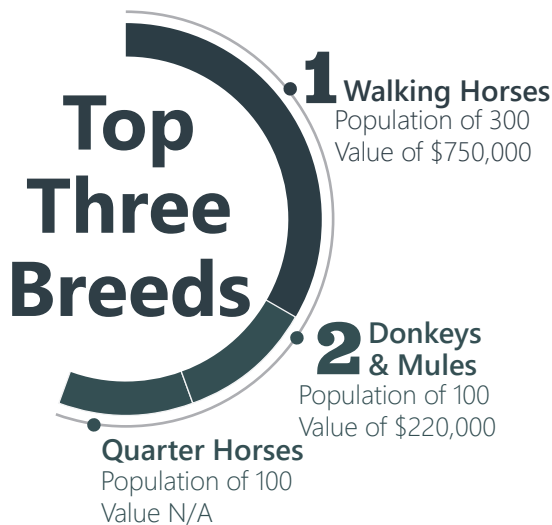 Top
Three
Breeds
1 Walking Horses
Population of 300
Value of $750,000
2 Donkeys
& Mules
Population of 100
Value of $220,000
Quarter Horses
Population of 100
Value N/A